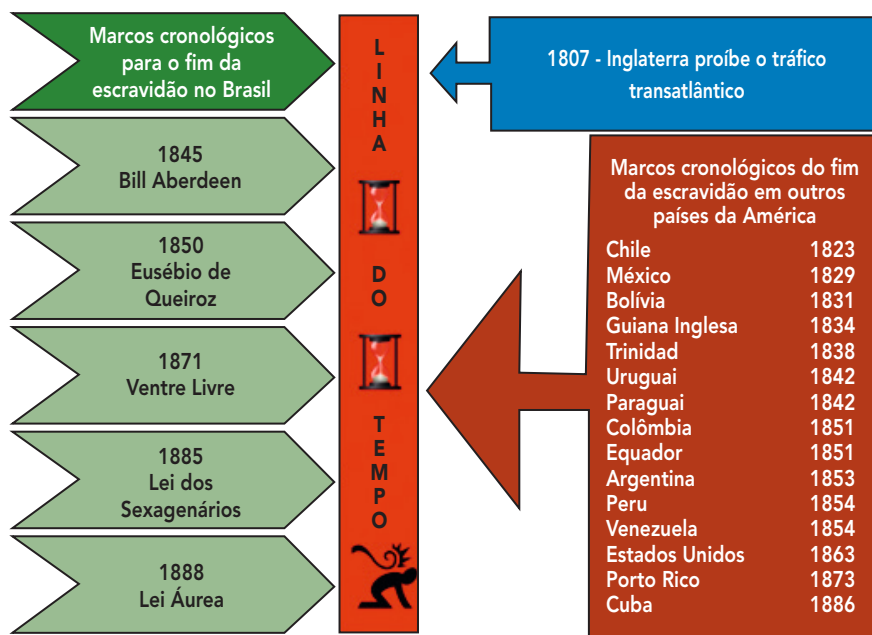 Marcos cronológicos
para o fim da
escravidão no Brasil
1845
Bill Aberdeen
1850
Eusébio de
Queiroz
1871
Ventre Livre
1885
Lei dos
Sexagenários
1888
Lei Áurea
LINHA
DO
TEMPO
1807 - Inglaterra proíbe o tráfico
transatlântico
Marcos cronológicos do fim
da escravidão em outros
países da América
Chile 1823
México 1829
Bolívia 1831
Guiana Inglesa 1834
Trinidad 1838
Uruguai 1842
Paraguai 1842
Colômbia 1851
Equador 1851
Argentina 1853
Peru 1854
Venezuela 1854
Estados Unidos 1863
Porto Rico 1873
Cuba 1886